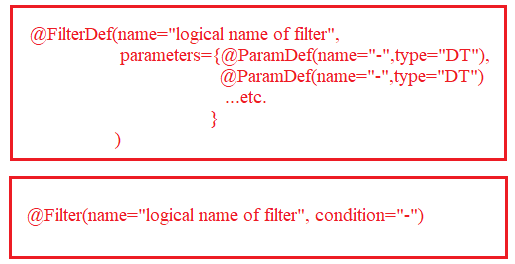 @FilterDef(name="logical name of filter",
parameters={@ParamDef(name="-",type="DT"),
@ParamDef(name="-",type="DT")
...etc.
}
)
@Filter(name="logical name of filter", condition="-")